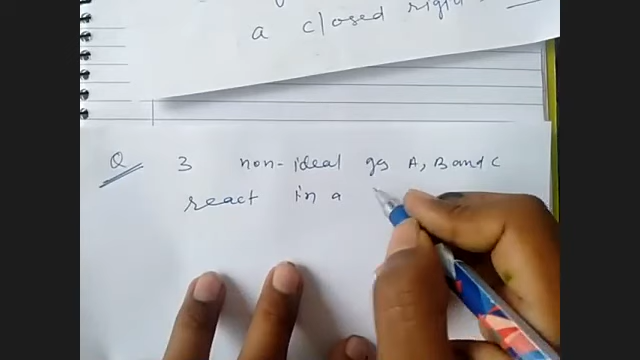 a closed rigid
Q 3 non-ideal gs A, B and C
react in a